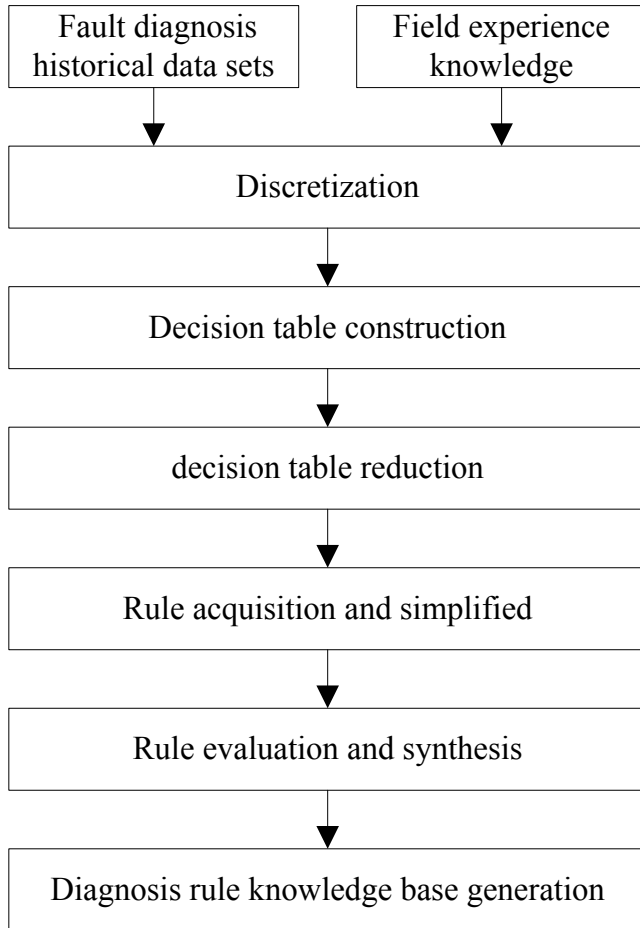 Fault diagnosis
historical data sets
Field experience
knowledge
Discretization
Decision table construction
decision table reduction
Rule acquisition and simplified
Rule evaluation and synthesis
Diagnosis rule knowledge base generation